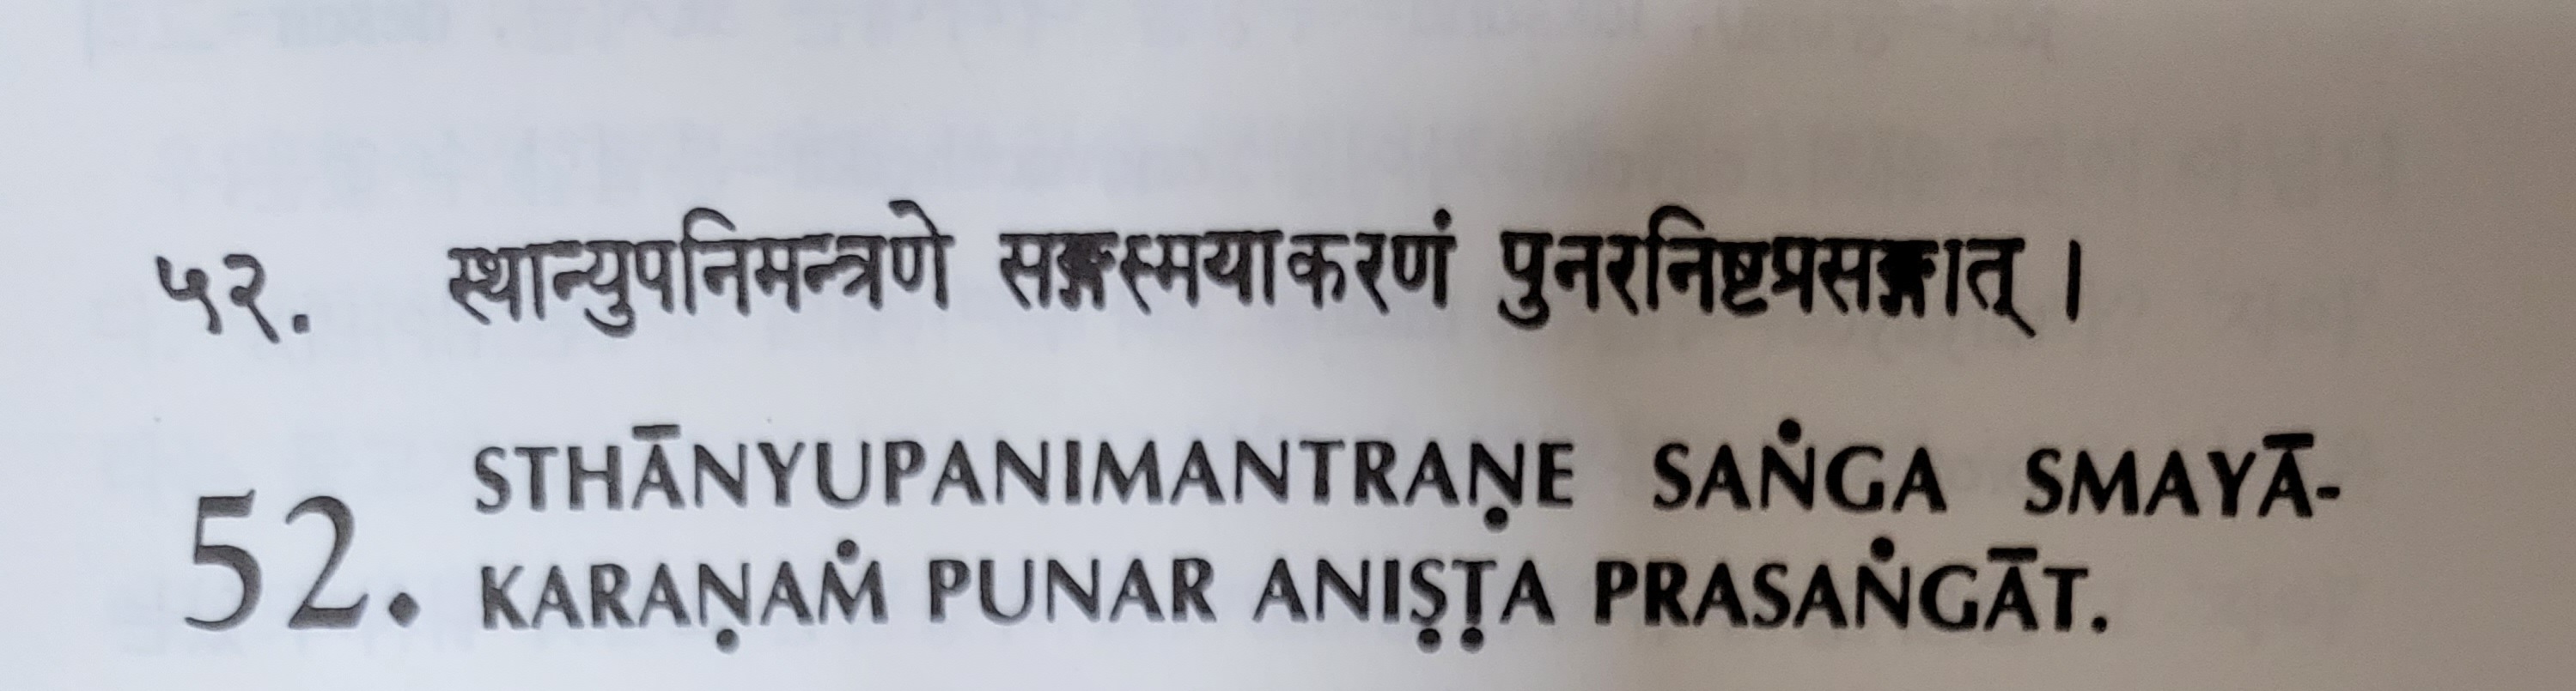 ५२. स्थान्युपनिमन्त्रणे सङ्गस्मयाकरणं पुनरनिष्टप्रसङ्गात् ।
STHĀNYUPANIMANTRAṆE SAṄGA SMAYĀ-
52. KARAṆAṀ PUNAR ANIṢṬA PRASAṄGĀT.